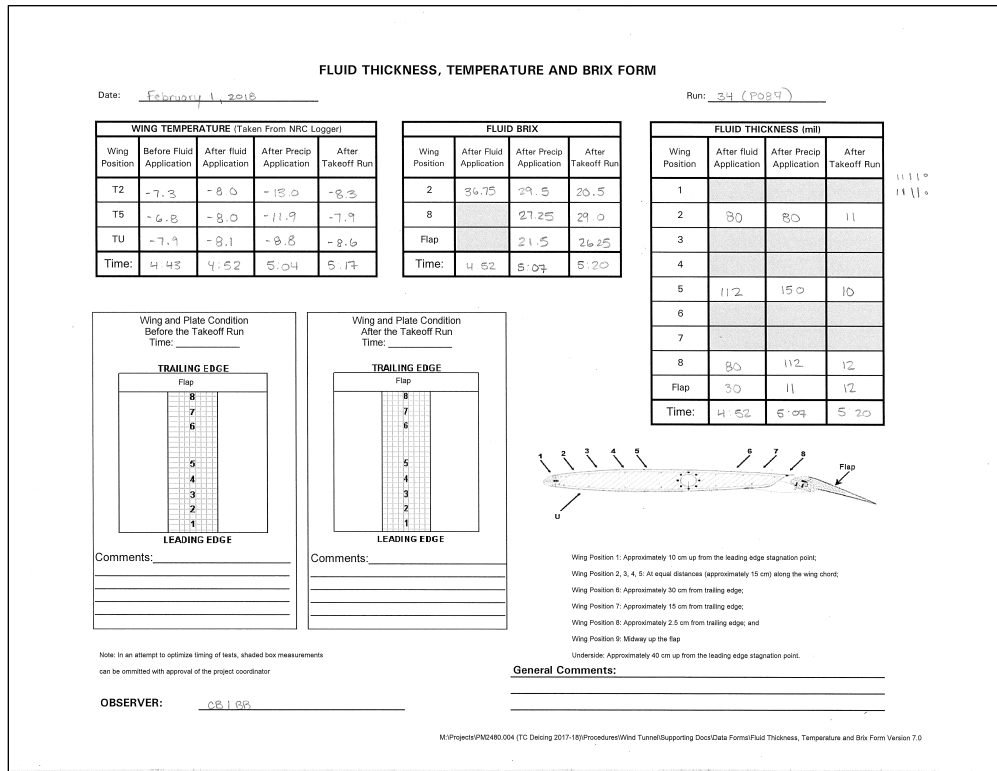 FLUID THICKNESS, TEMPERATURE AND BRIX FORM
Date: February 1, 2018
Run: 34 (P087)
WING TEMPERATURE (Taken From NRC Logger)
Wing Position Before Fluid Application After fluid Application After Precip Application After Takeoff Run
T2 -7.3 -8.0 -13.0 -8.3
T5 -6.8 -8.0 -11.9 -7.9
TU -7.9 -8.1 -8.8 -8.6
Time: 4:43 4:52 5:04 5:17
FLUID BRIX
Wing Position After Fluid Application After Precip Application After Takeoff Run
2 36.75 29.5 20.5
8 27.25 29.0
Flap 21.5 26.25
Time: 4:52 5:07 5:20
FLUID THICKNESS (mil)
Wing Position After fluid Application After Precip Application After Takeoff Run
1
2 80 80 11
3
4
5 112 150 10
6
7
8 80 112 12
Flap 30 11 12
Time: 4:52 5:07 5 20
Wing and Plate Condition
Before the Takeoff Run
Time:
TRAILING EDGE
Flap
8
7
6
5
4
3
2
1
LEADING EDGE
Comments:
Wing and Plate Condition
After the Takeoff Run
Time:
TRAILING EDGE
Flap
8
7
6
5
4
3
2
1
LEADING EDGE
Comments:
1 2 3 4 5 6 7 8 Flap
U
Wing Position 1: Approximately 10 cm up from the leading edge stagnation point;
Wing Position 2, 3, 4, 5: At equal distances (approximately 15 cm) along the wing chord;
Wing Position 6: Approximately 30 cm from trailing edge;
Wing Position 7: Approximately 15 cm from trailing edge;
Wing Position 8: Approximately 2.5 cm from trailing edge; and
Wing Position 9: Midway up the flap
Underside: Approximately 40 cm up from the leading edge stagnation point.
Note: In an attempt to optimize timing of tests, shaded box measurements
can be ommitted with approval of the project coordinator
General Comments:
OBSERVER: CB | BB
M:\Projects\PM2480.004 (TC Deicing 2017-18)\Procedures\Wind Tunnel\Supporting Docs\Data Forms\Fluid Thickness, Temperature and Brix Form Version 7.0